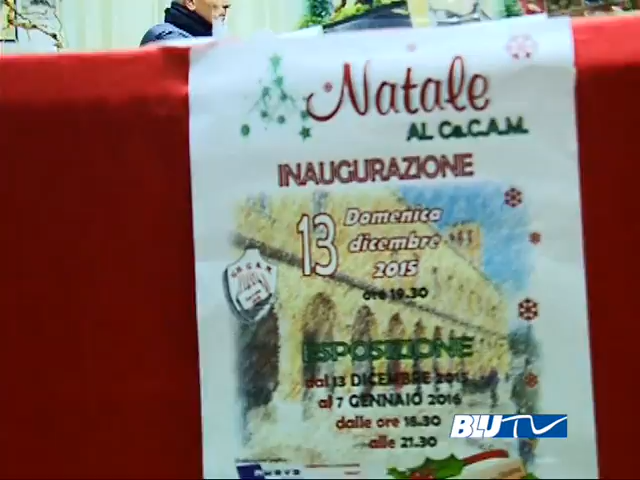 Natale
AL Ce.C.A.M.
INAUGURAZIONE
13
Domenica
dicembre
2015
ore 19.30
ESPOSIZIONE
dal 13 DICEMBRE 2015
al 7 GENNAIO 2016
dalle ore 18.30
alle 21.30
BLU TV